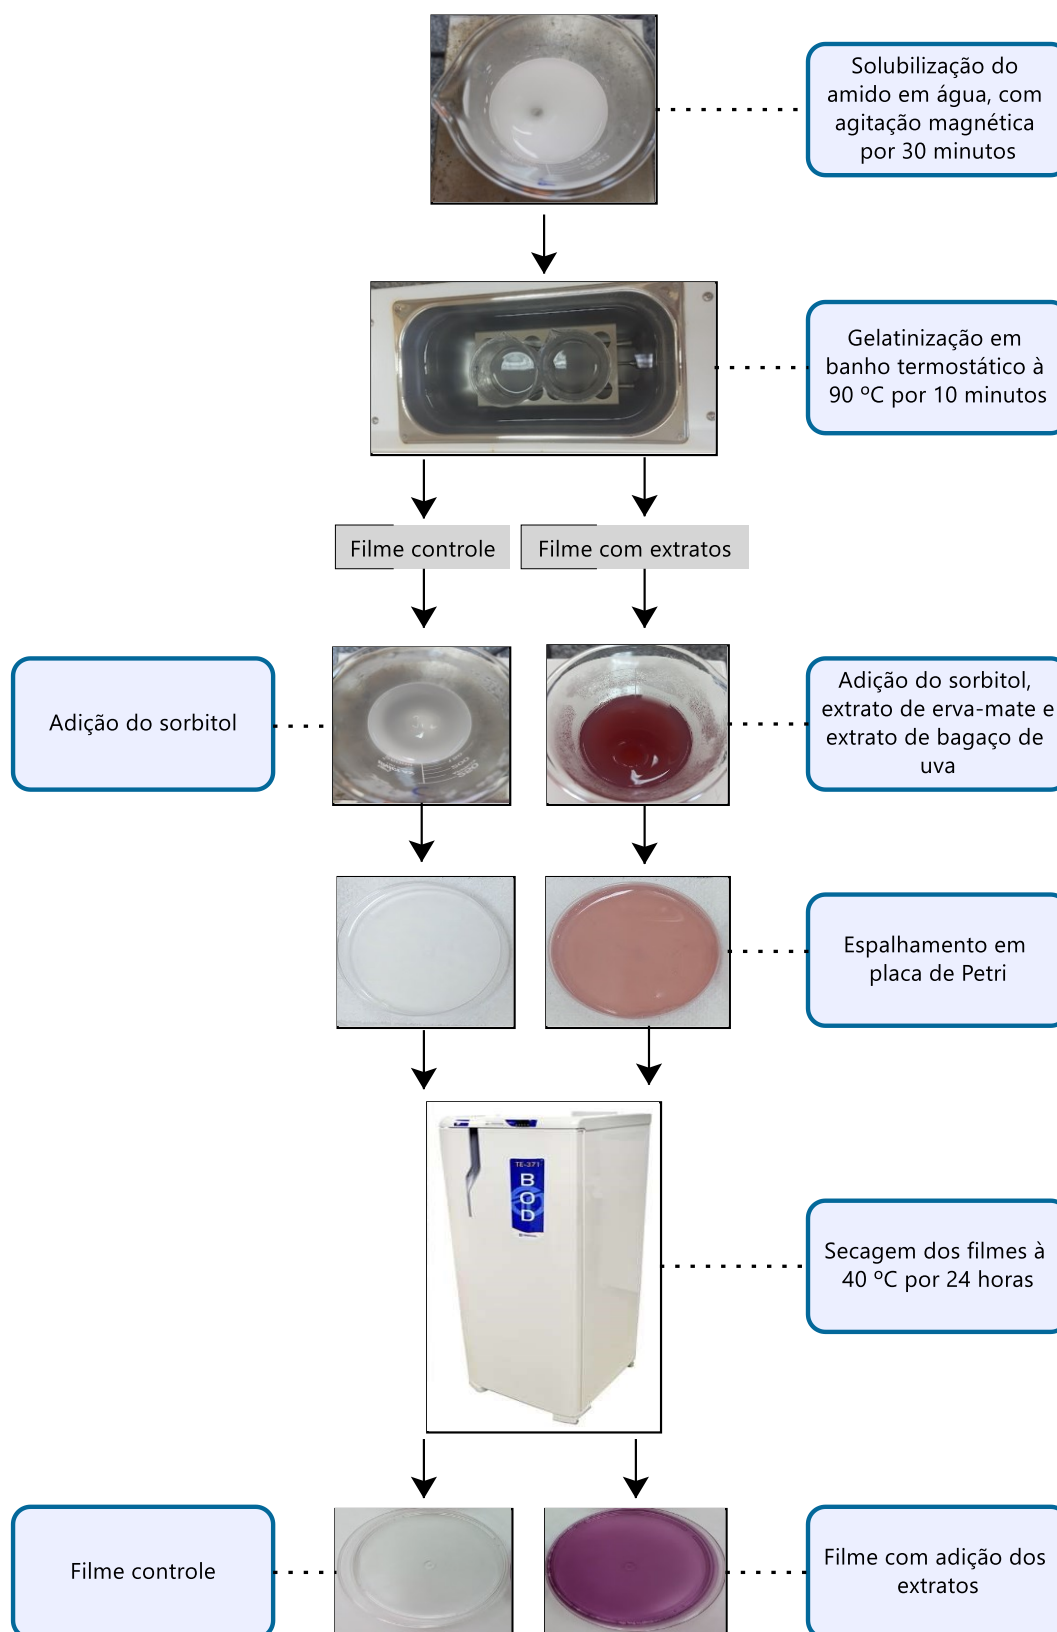 Solubilização do
amido em água, com
agitação magnética
por 30 minutos
Gelatinização em
banho termostático à
90 ºC por 10 minutos
Filme controle
Filme com extratos
Adição do sorbitol
Adição do sorbitol,
extrato de erva-mate e
extrato de bagaço de
uva
Espalhamento em
placa de Petri
TE-371
B
O
D
Secagem dos filmes à
40 ºC por 24 horas
Filme controle
Filme com adição dos
extratos